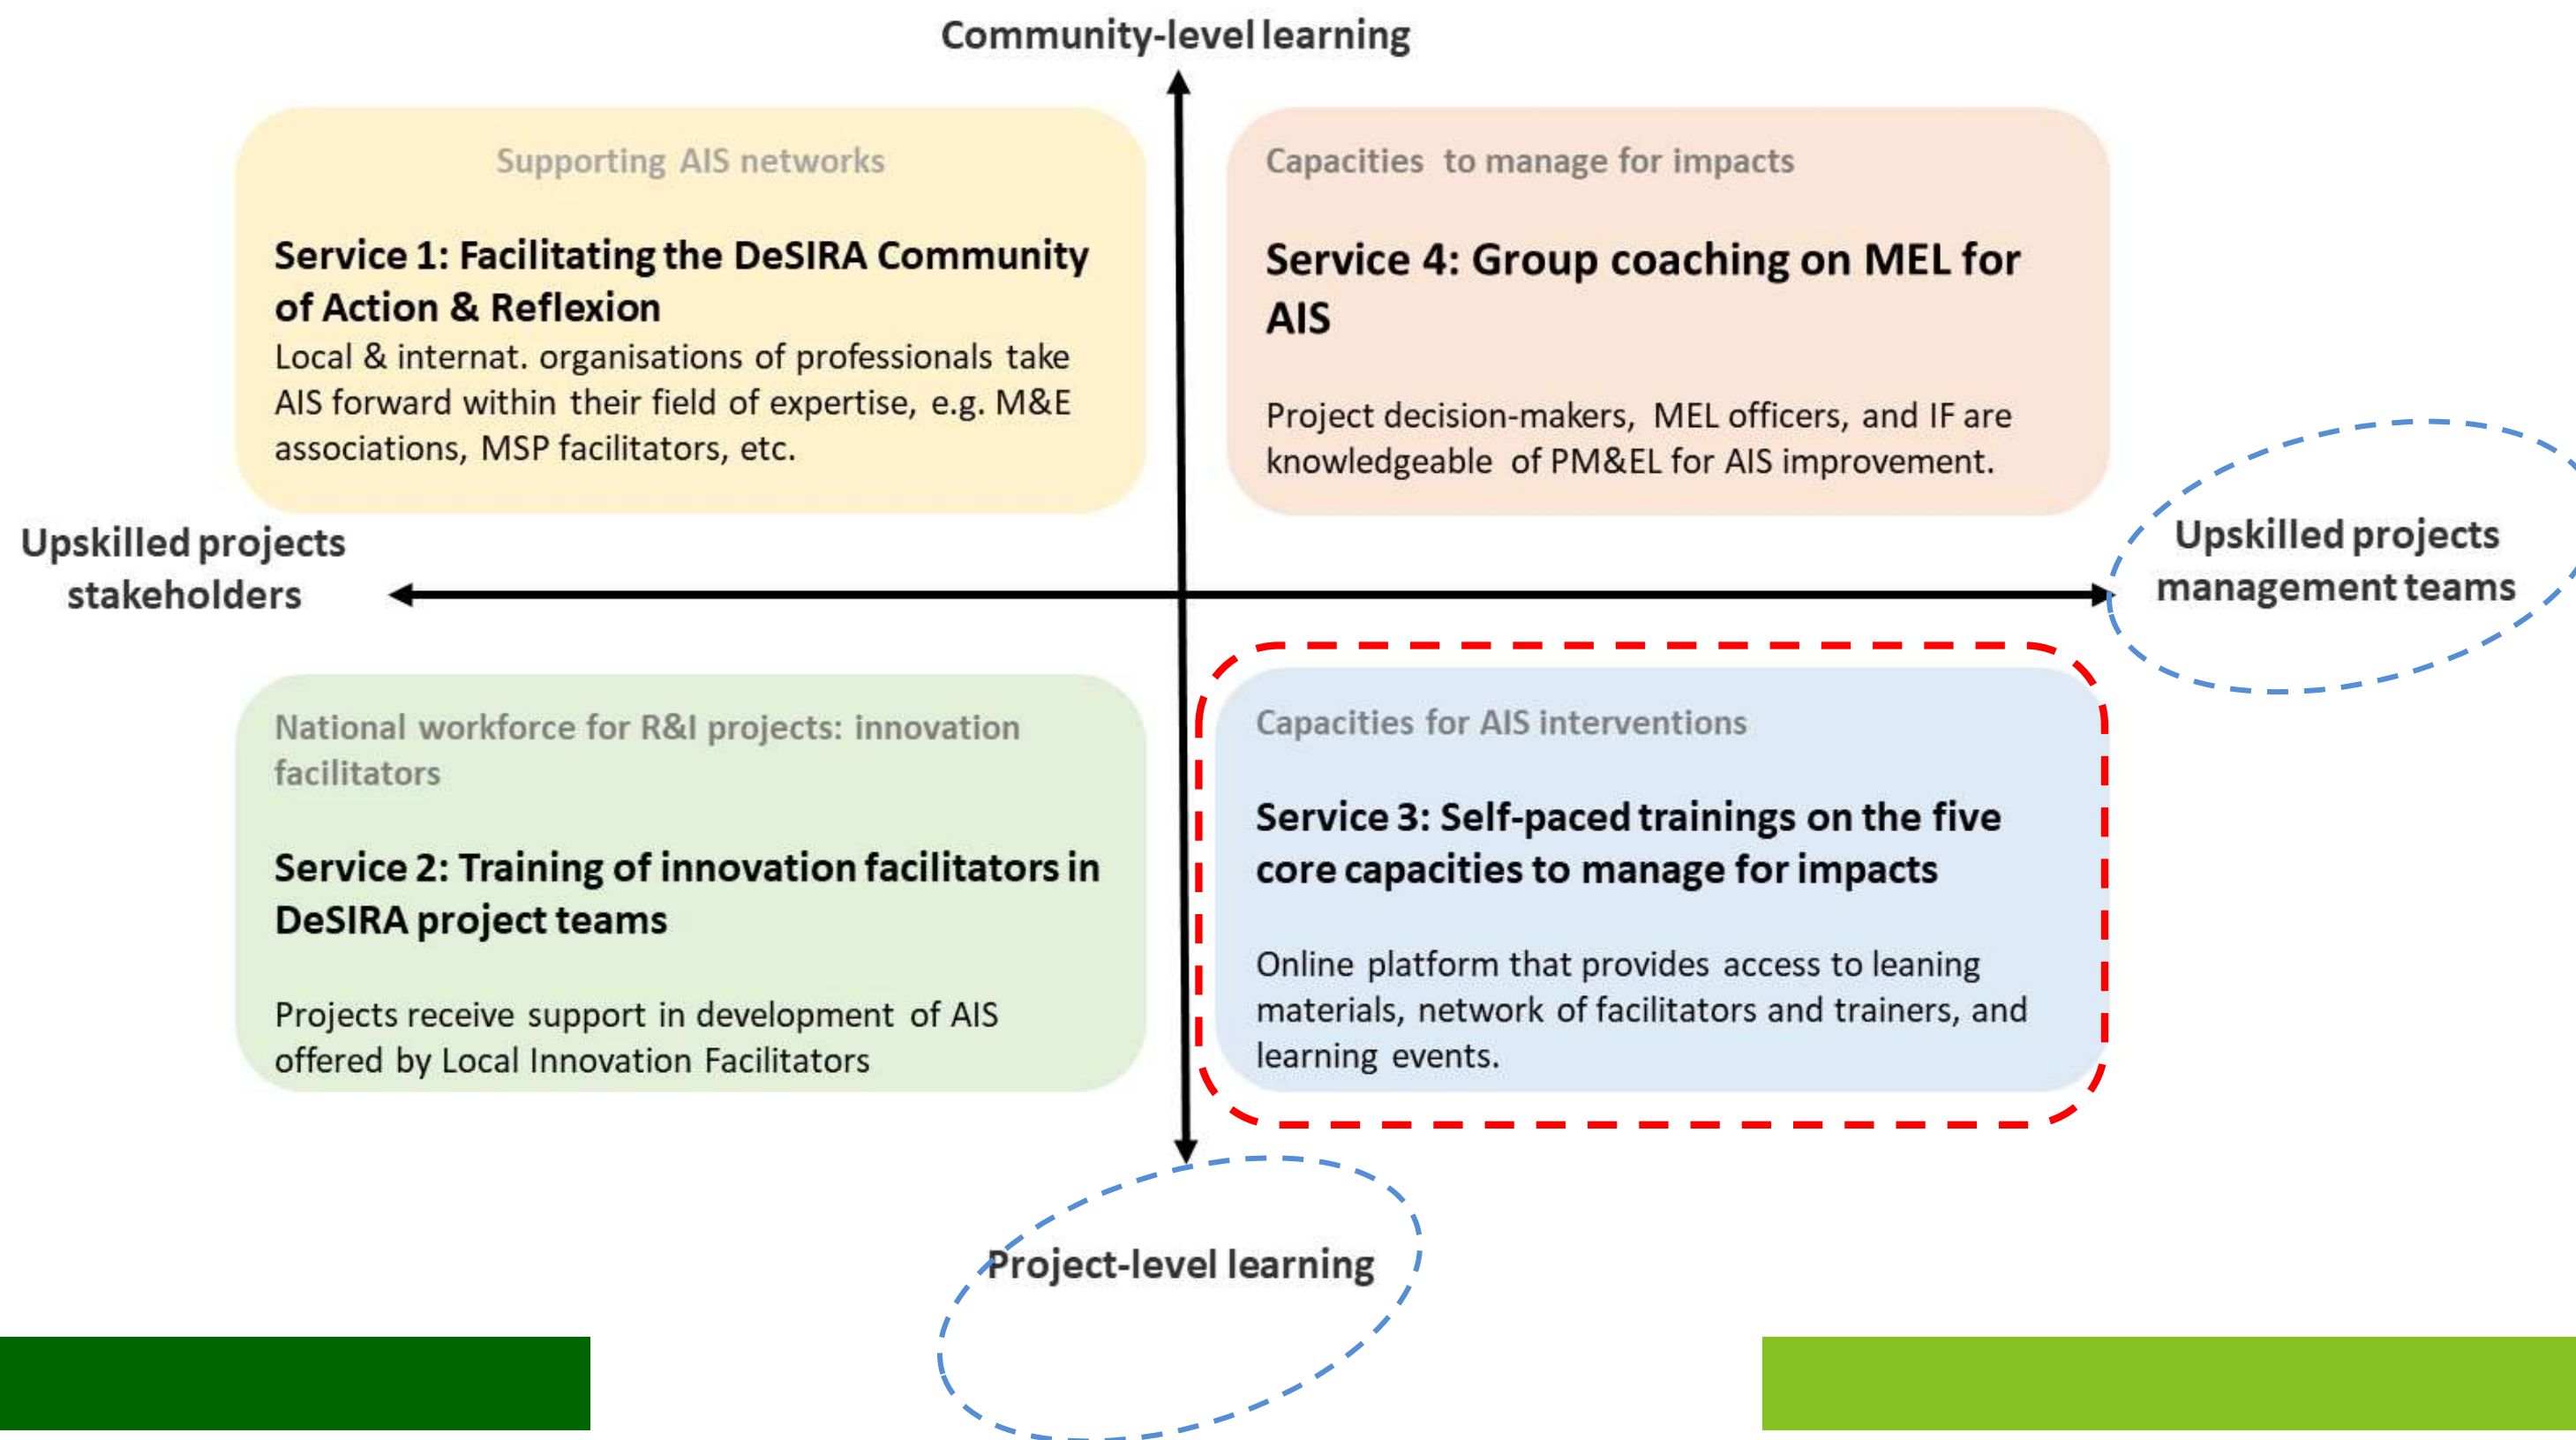 Community-level learning
Supporting AIS networks
Service 1: Facilitating the DeSIRA Community
of Action & Reflexion
Local & internat. organisations of professionals take
AIS forward within their field of expertise, e.g. M&E
associations, MSP facilitators, etc.
Capacities to manage for impacts
Service 4: Group coaching on MEL for
AIS
Project decision-makers, MEL officers, and IF are
knowledgeable of PM&EL for AIS improvement.
Upskilled projects
stakeholders
Upskilled projects
management teams
National workforce for R&I projects: innovation
facilitators
Service 2: Training of innovation facilitators in
DeSIRA project teams
Projects receive support in development of AIS
offered by Local Innovation Facilitators
Capacities for AIS interventions
Service 3: Self-paced trainings on the five
core capacities to manage for impacts
Online platform that provides access to leaning
materials, network of facilitators and trainers, and
learning events.
Project-level learning